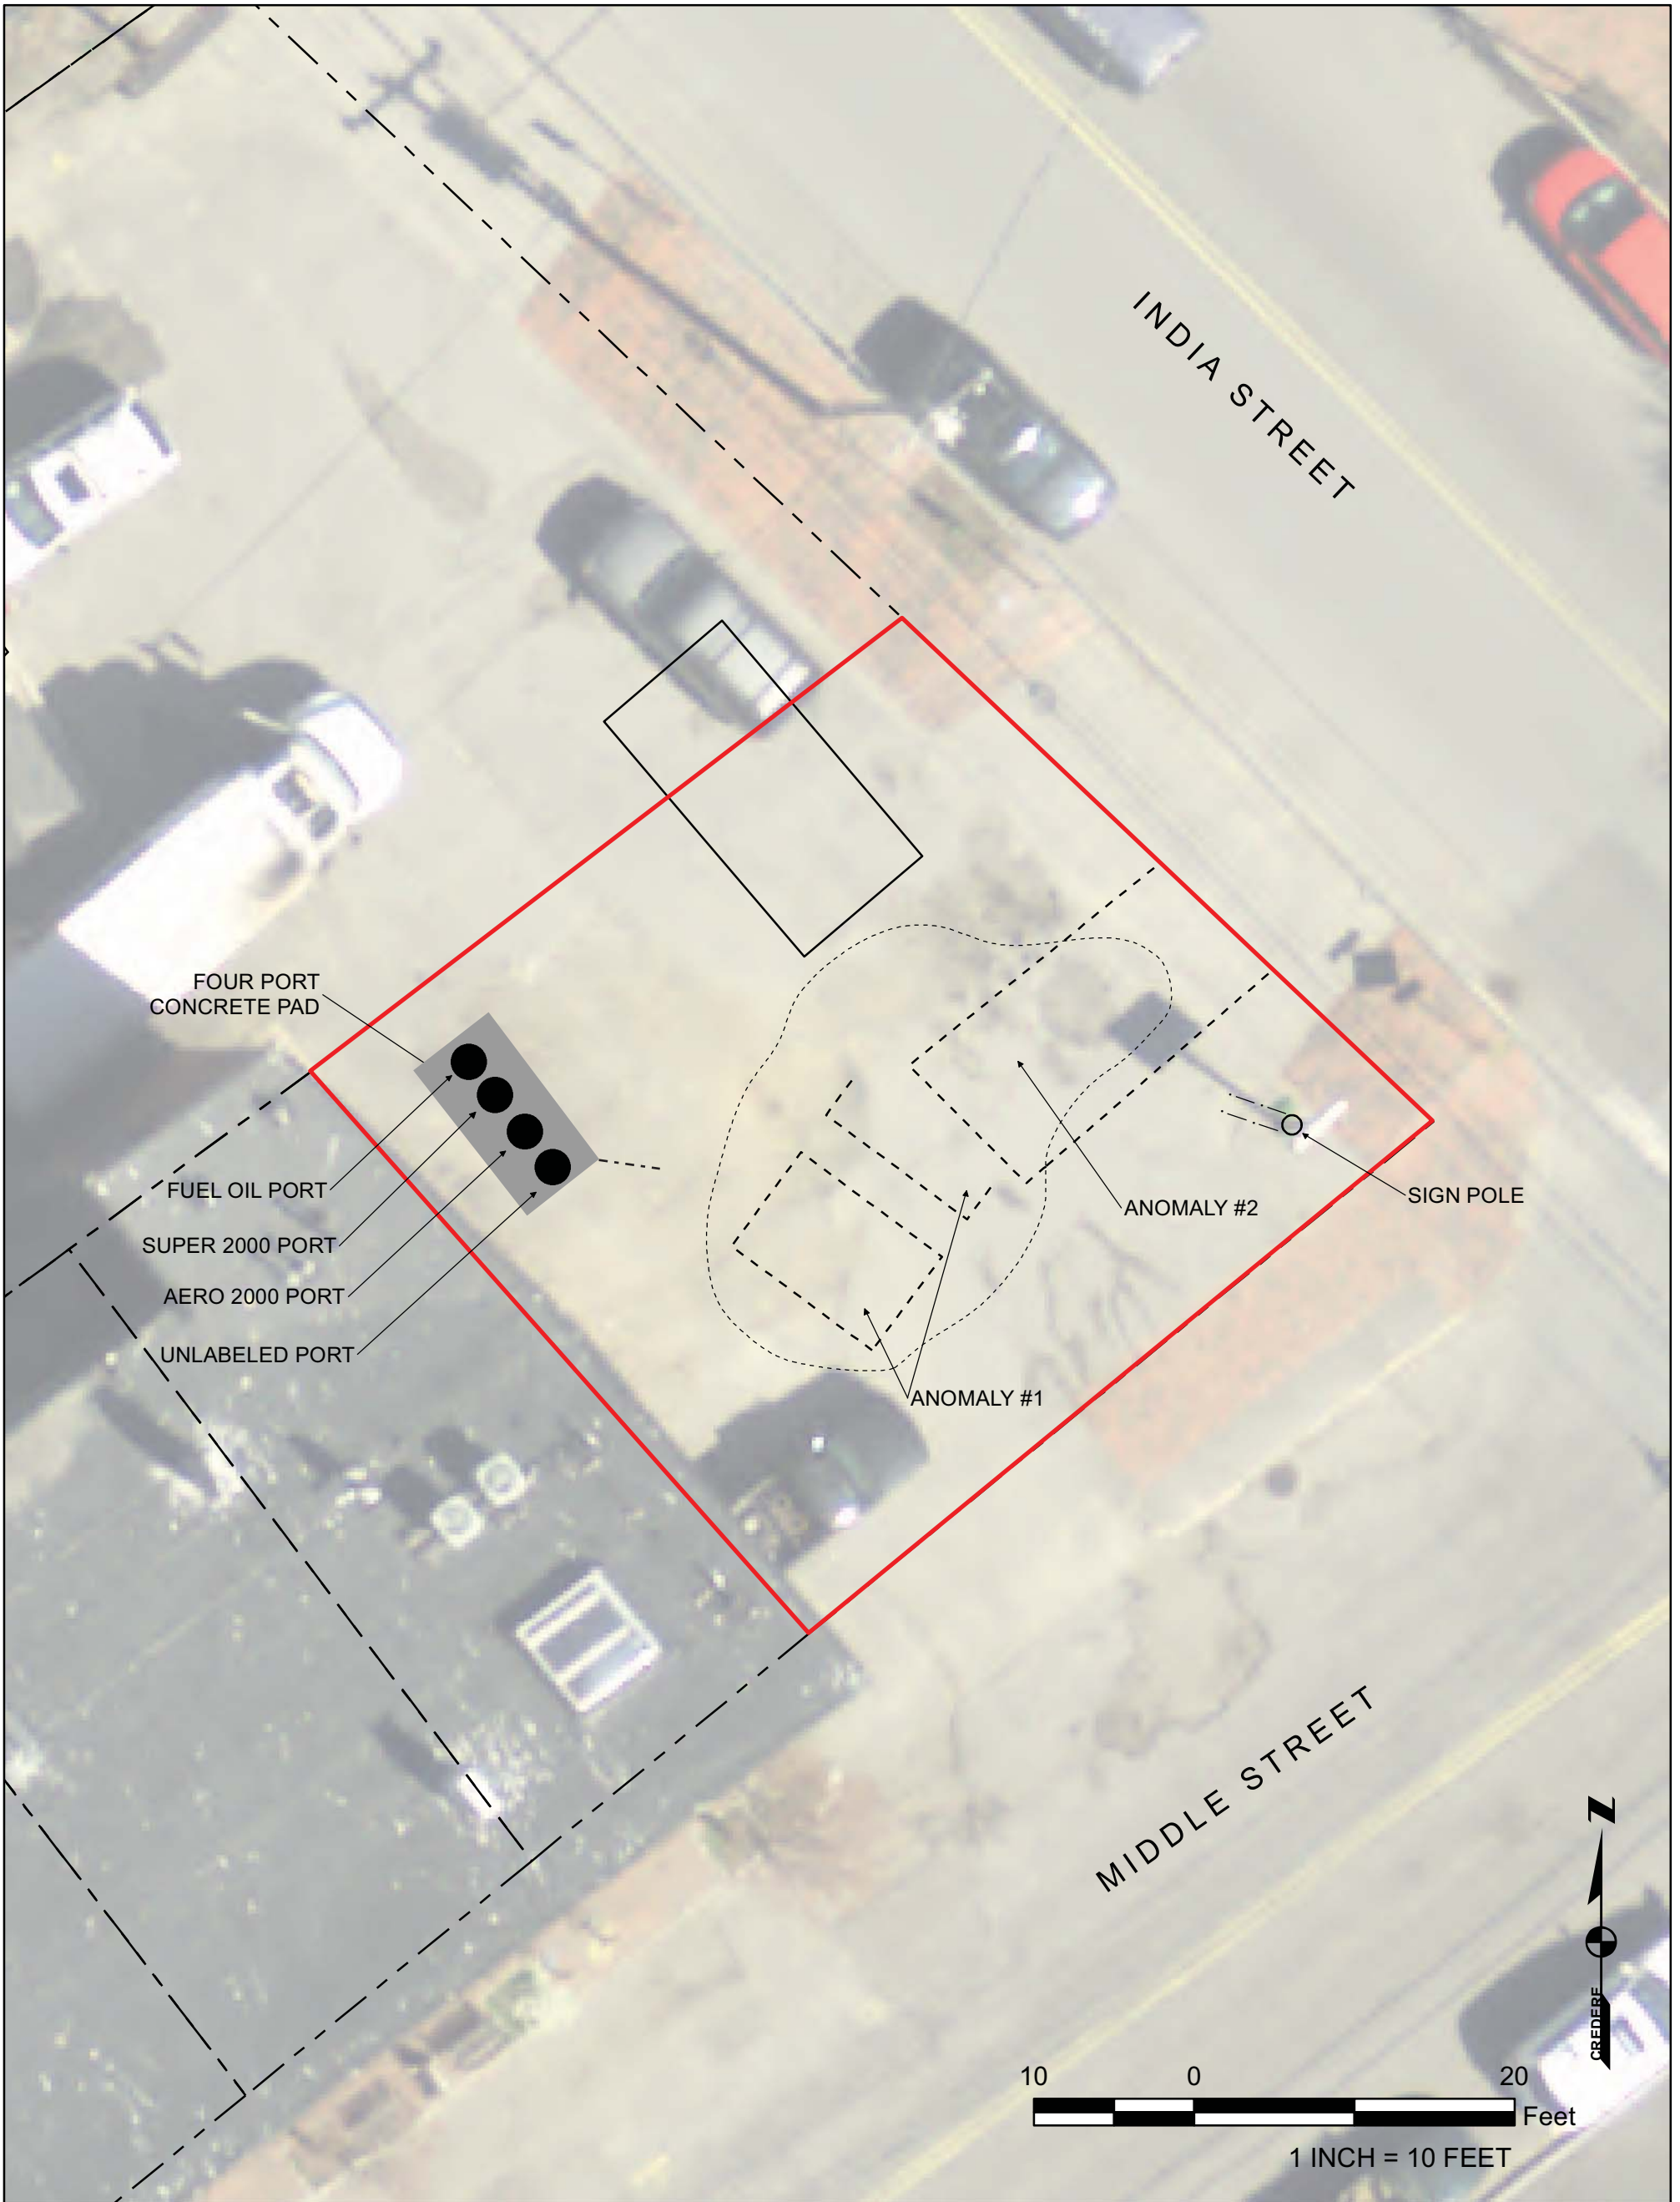 INDIA STREET
FOUR PORT
CONCRETE PAD
FUEL OIL PORT
SUPER 2000 PORT
AERO 2000 PORT
UNLABELED PORT
ANOMALY #2
SIGN POLE
ANOMALY #1
MIDDLE STREET
N
CREDERE
10 0 20
Feet
1 INCH = 10 FEET